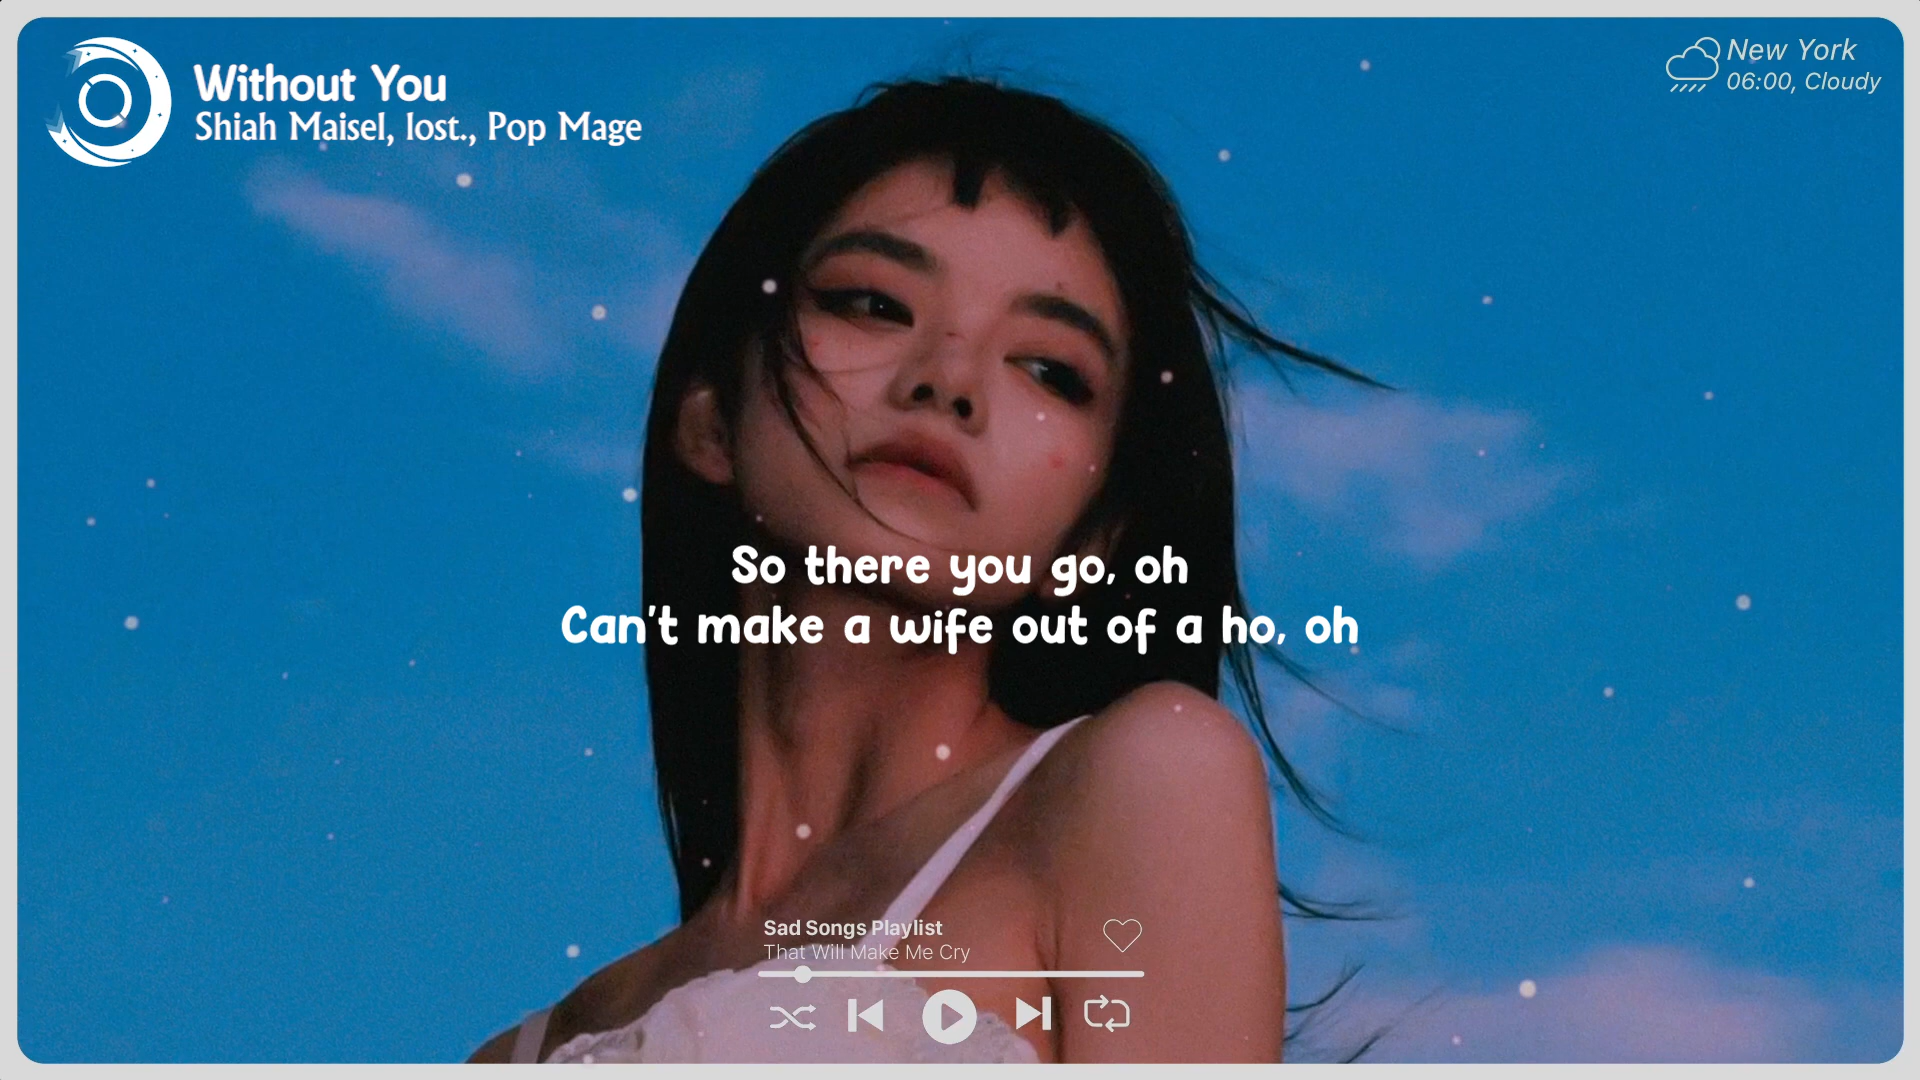 Without You
Shiah Maisel, lost., Pop Mage
New York
06:00, Cloudy
So there you go, oh
Can't make a wife out of a ho, oh
Sad Songs Playlist
That Will Make Me Cry